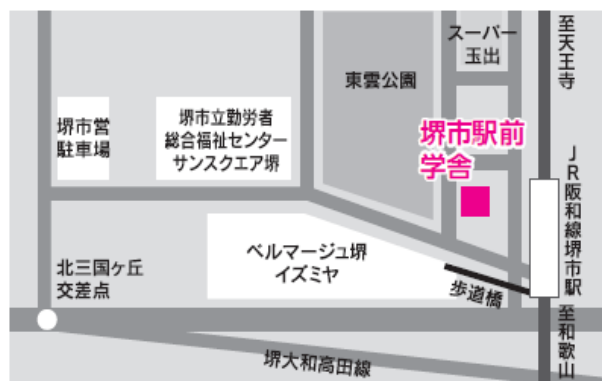 スーパー
玉出
至天王寺
東雲公園
堺市営
駐車場
堺市立勤労者
総合福祉センター
サンスクエア堺
堺市駅前
学舎
JR阪和線堺市駅
ベルマージュ堺
イズミヤ
北三国ヶ丘
交差点
歩道橋
至和歌山
堺大和高田線